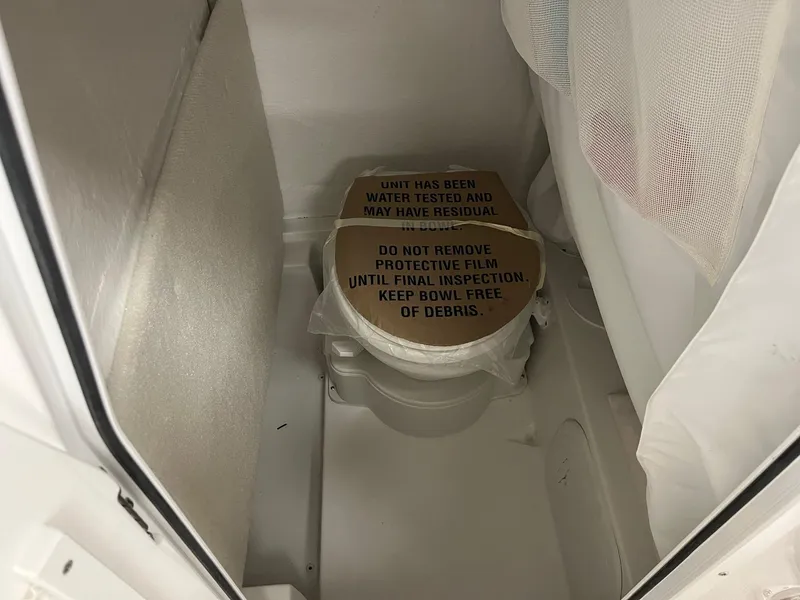 UNIT HAS BEEN
WATER TESTED AND
MAY HAVE RESIDUAL
IN BOWL.
DO NOT REMOVE
PROTECTIVE FILM
UNTIL FINAL INSPECTION.
KEEP BOWL FREE
OF DEBRIS.